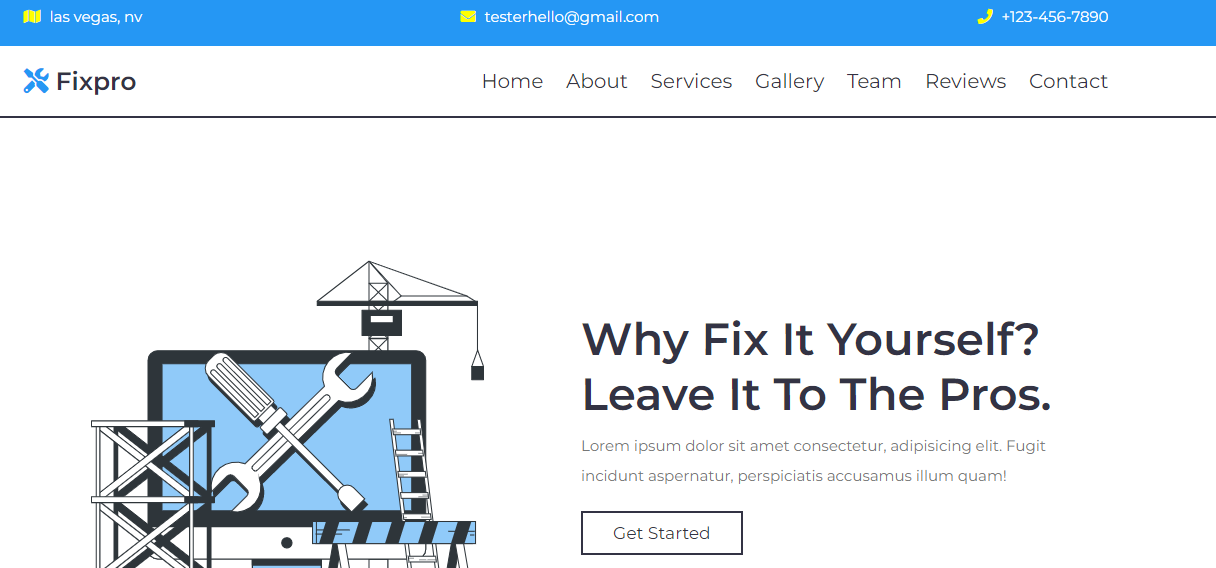 las vegas, nv testerhello@gmail.com +123-456-7890
Fixpro Home About Services Gallery Team Reviews Contact
Why Fix It Yourself?
Leave It To The Pros.
Lorem ipsum dolor sit amet consectetur, adipisicing elit. Fugit
incidunt aspernatur, perspiciatis accusamus illum quam!
Get Started